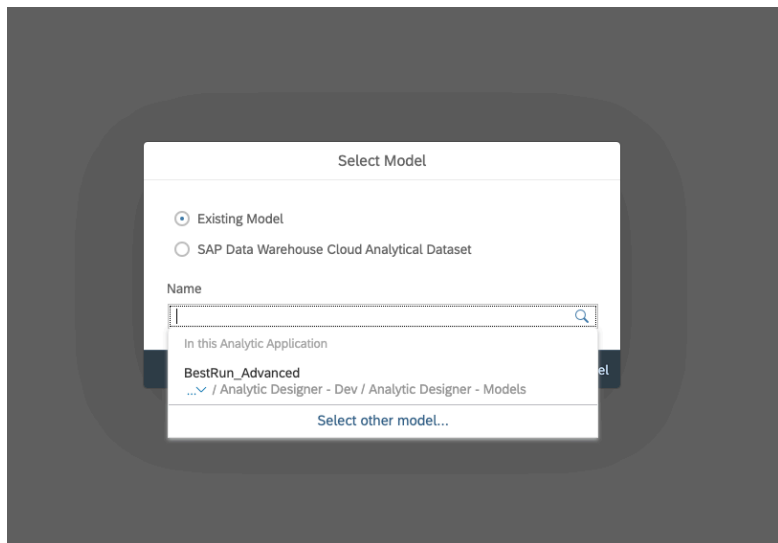 Select Model
Existing Model
SAP Data Warehouse Cloud Analytical Dataset
Name
In this Analytic Application
BestRun_Advanced
... / Analytic Designer - Dev / Analytic Designer - Models
el
Select other model...